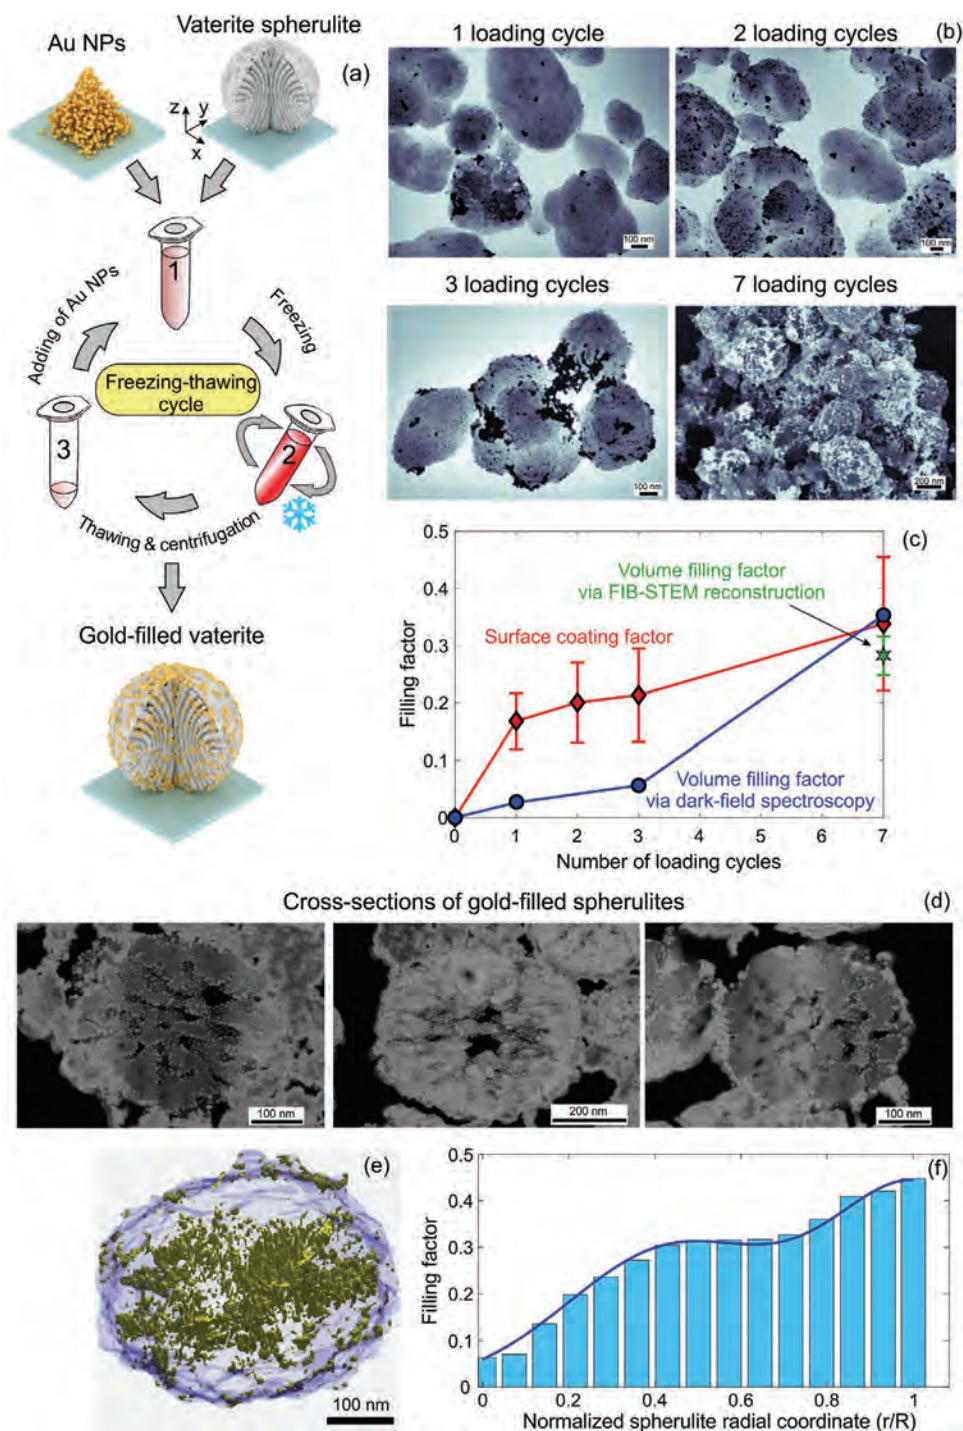 Au NPs
Vaterite spherulite
(a)
z
y
x
1
Adding of Au NPs
Freezing
Freezing-thawing
cycle
3
2
Thawing & centrifugation
Gold-filled vaterite
1 loading cycle
2 loading cycles
(b)
100 nm
100 nm
3 loading cycles
7 loading cycles
100 nm
200 nm
(c)
Filling factor
0.5
0.4
0.3
0.2
0.1
0
Volume filling factor
via FIB-STEM reconstruction
Surface coating factor
Volume filling factor
via dark-field spectroscopy
0 1 2 3 4 5 6 7
Number of loading cycles
Cross-sections of gold-filled spherulites
(d)
100 nm
200 nm
100 nm
(e)
100 nm
(f)
Filling factor
0.5
0.4
0.3
0.2
0.1
0
0 0.2 0.4 0.6 0.8 1
Normalized spherulite radial coordinate (r/R)